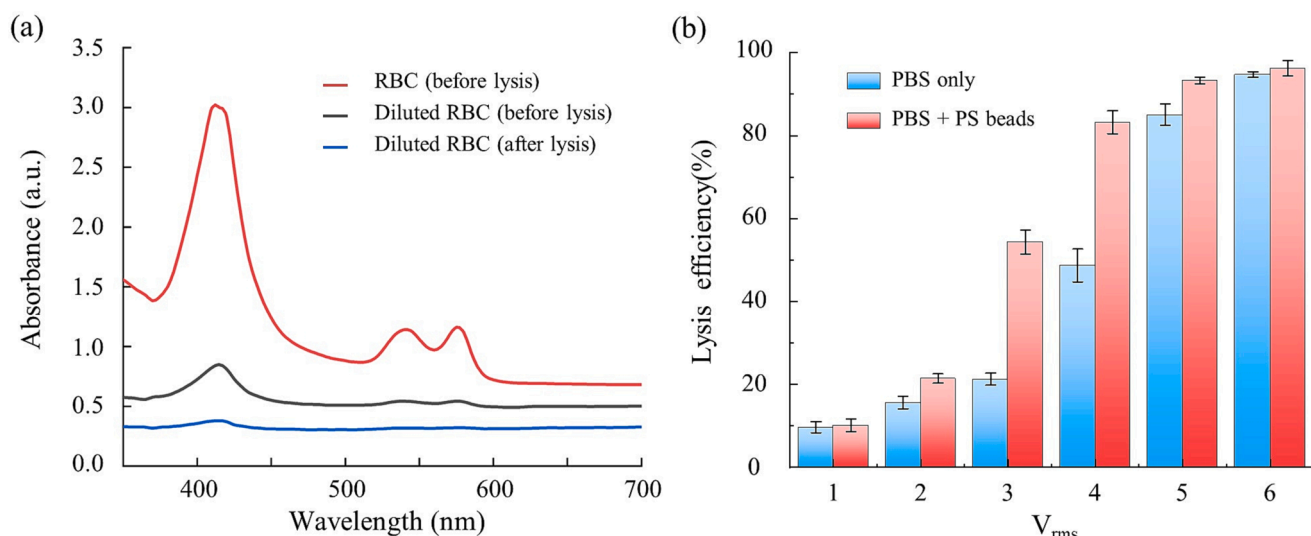 (a)
3.5
3.0
2.5
2.0
1.5
1.0
0.5
0.0
Absorbance (a.u.)
RBC (before lysis)
Diluted RBC (before lysis)
Diluted RBC (after lysis)
400
500
600
700
Wavelength (nm)
(b)
100
80
60
40
20
0
Lysis efficiency(%)
PBS only
PBS + PS beads
1
2
3
4
5
6
Vrms